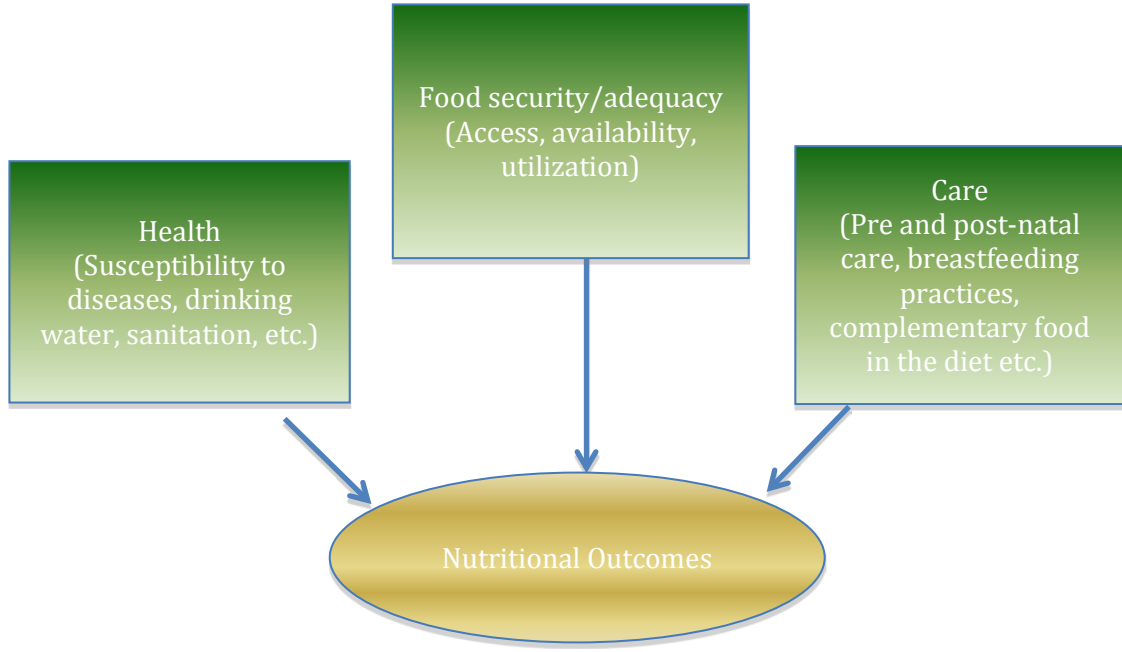 Food security/adequacy
(Access, availability,
utilization)
Health
(Susceptibility to
diseases, drinking
water, sanitation, etc.)
Care
(Pre and post-natal
care, breastfeeding
practices,
complementary food
in the diet etc.)
Nutritional Outcomes